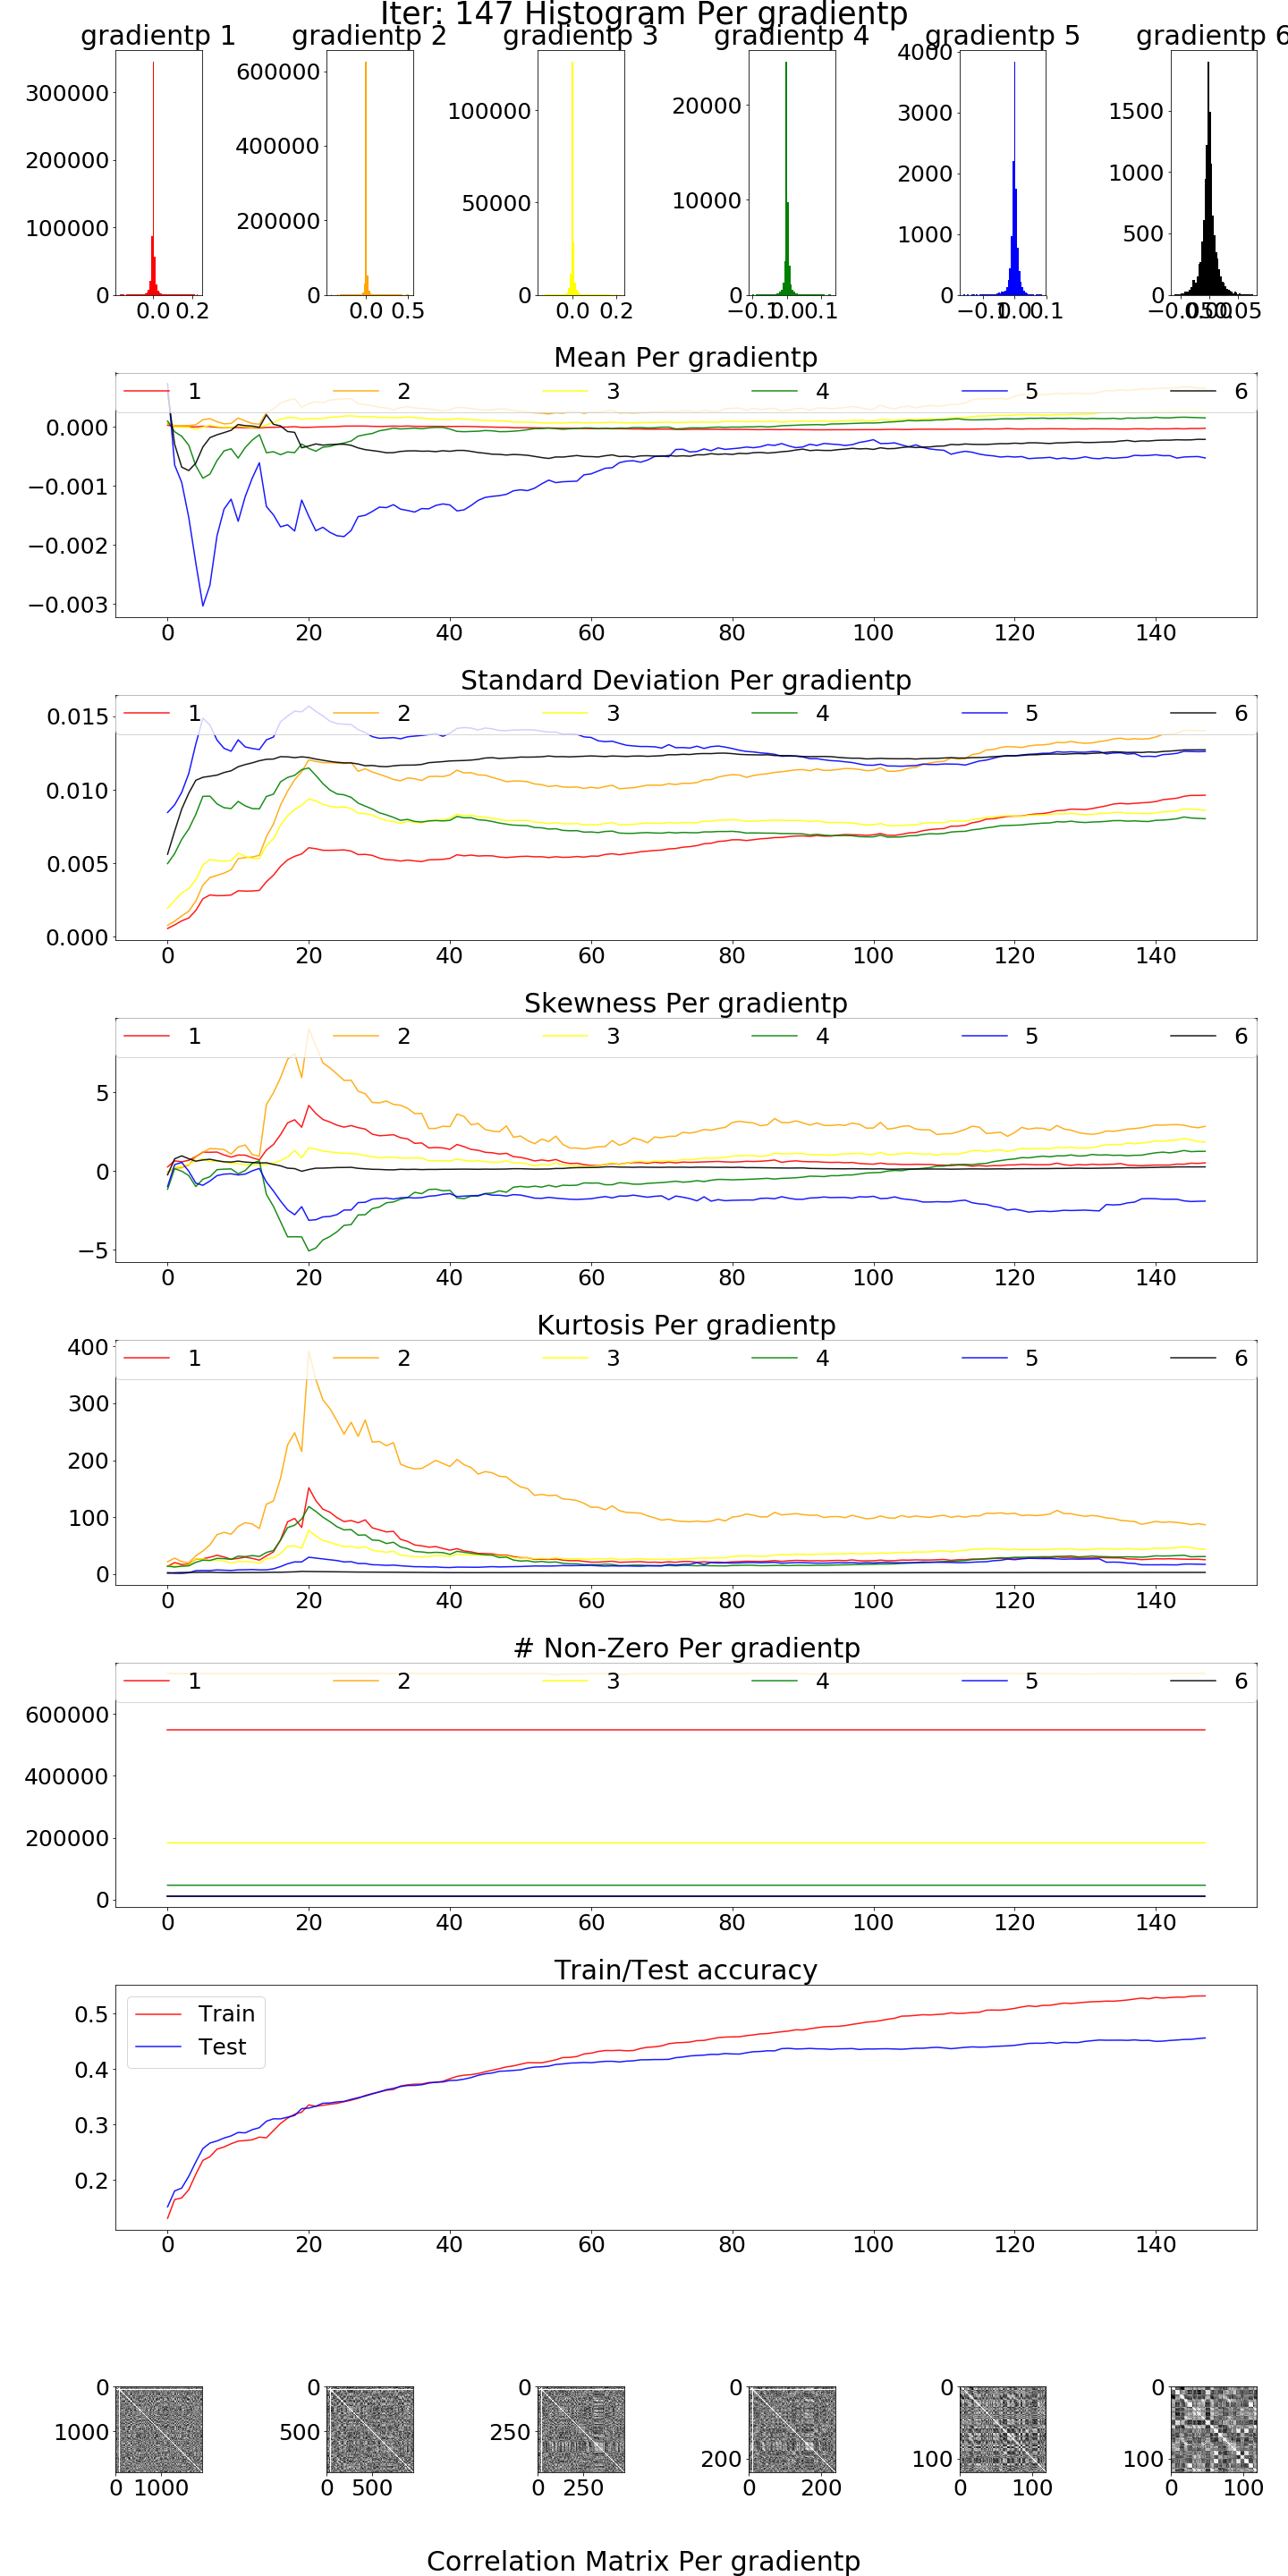 Iter: 147 Histogram Per gradientp
gradientp 1 gradientp 2 gradientp 3 gradientp 4 gradientp 5 gradientp 6
300000 200000 100000 0
0.0 0.2
600000 400000 200000 0
0.0 0.5
100000 50000 0
0.0 0.2
20000 10000 0
−0.1 0.0 0.1
4000 3000 2000 1000 0
−0.1 0.0 0.1
1500 1000 500 0
−0.05 0.00 0.05
Mean Per gradientp
1 2 3 4 5 6
0.000
−0.001
−0.002
−0.003
0 20 40 60 80 100 120 140
Standard Deviation Per gradientp
1 2 3 4 5 6
0.015
0.010
0.005
0.000
0 20 40 60 80 100 120 140
Skewness Per gradientp
1 2 3 4 5 6
5
0
−5
0 20 40 60 80 100 120 140
Kurtosis Per gradientp
1 2 3 4 5 6
400
300
200
100
0
0 20 40 60 80 100 120 140
# Non-Zero Per gradientp
1 2 3 4 5 6
600000
400000
200000
0
0 20 40 60 80 100 120 140
Train/Test accuracy
Train
Test
0.5
0.4
0.3
0.2
0 20 40 60 80 100 120 140
0 1000
0 1000
0 500
0 500
0 250
0 250
0 200
0 200
0 100
0 100
0 100
0 100
Correlation Matrix Per gradientp